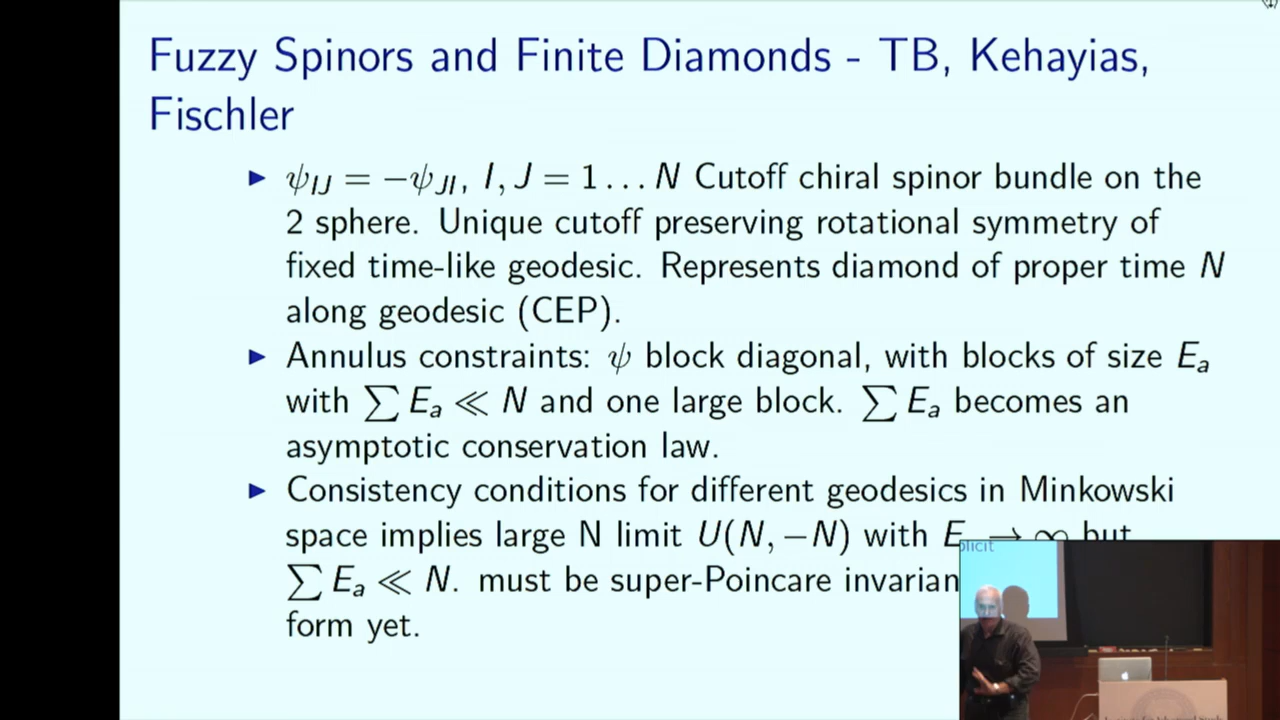 Fuzzy Spinors and Finite Diamonds - TB, Kehayias,
Fischler
▶ ψ_IJ = −ψ_JI, I, J = 1 … N Cutoff chiral spinor bundle on the
2 sphere. Unique cutoff preserving rotational symmetry of
fixed time-like geodesic. Represents diamond of proper time N
along geodesic (CEP).
▶ Annulus constraints: ψ block diagonal, with blocks of size E_a
with ∑ E_a ≪ N and one large block. ∑ E_a becomes an
asymptotic conservation law.
▶ Consistency conditions for different geodesics in Minkowski
space implies large N limit U(N, −N) with E → ∞ but
∑ E_a ≪ N. must be super-Poincare invarian
form yet.
plicit